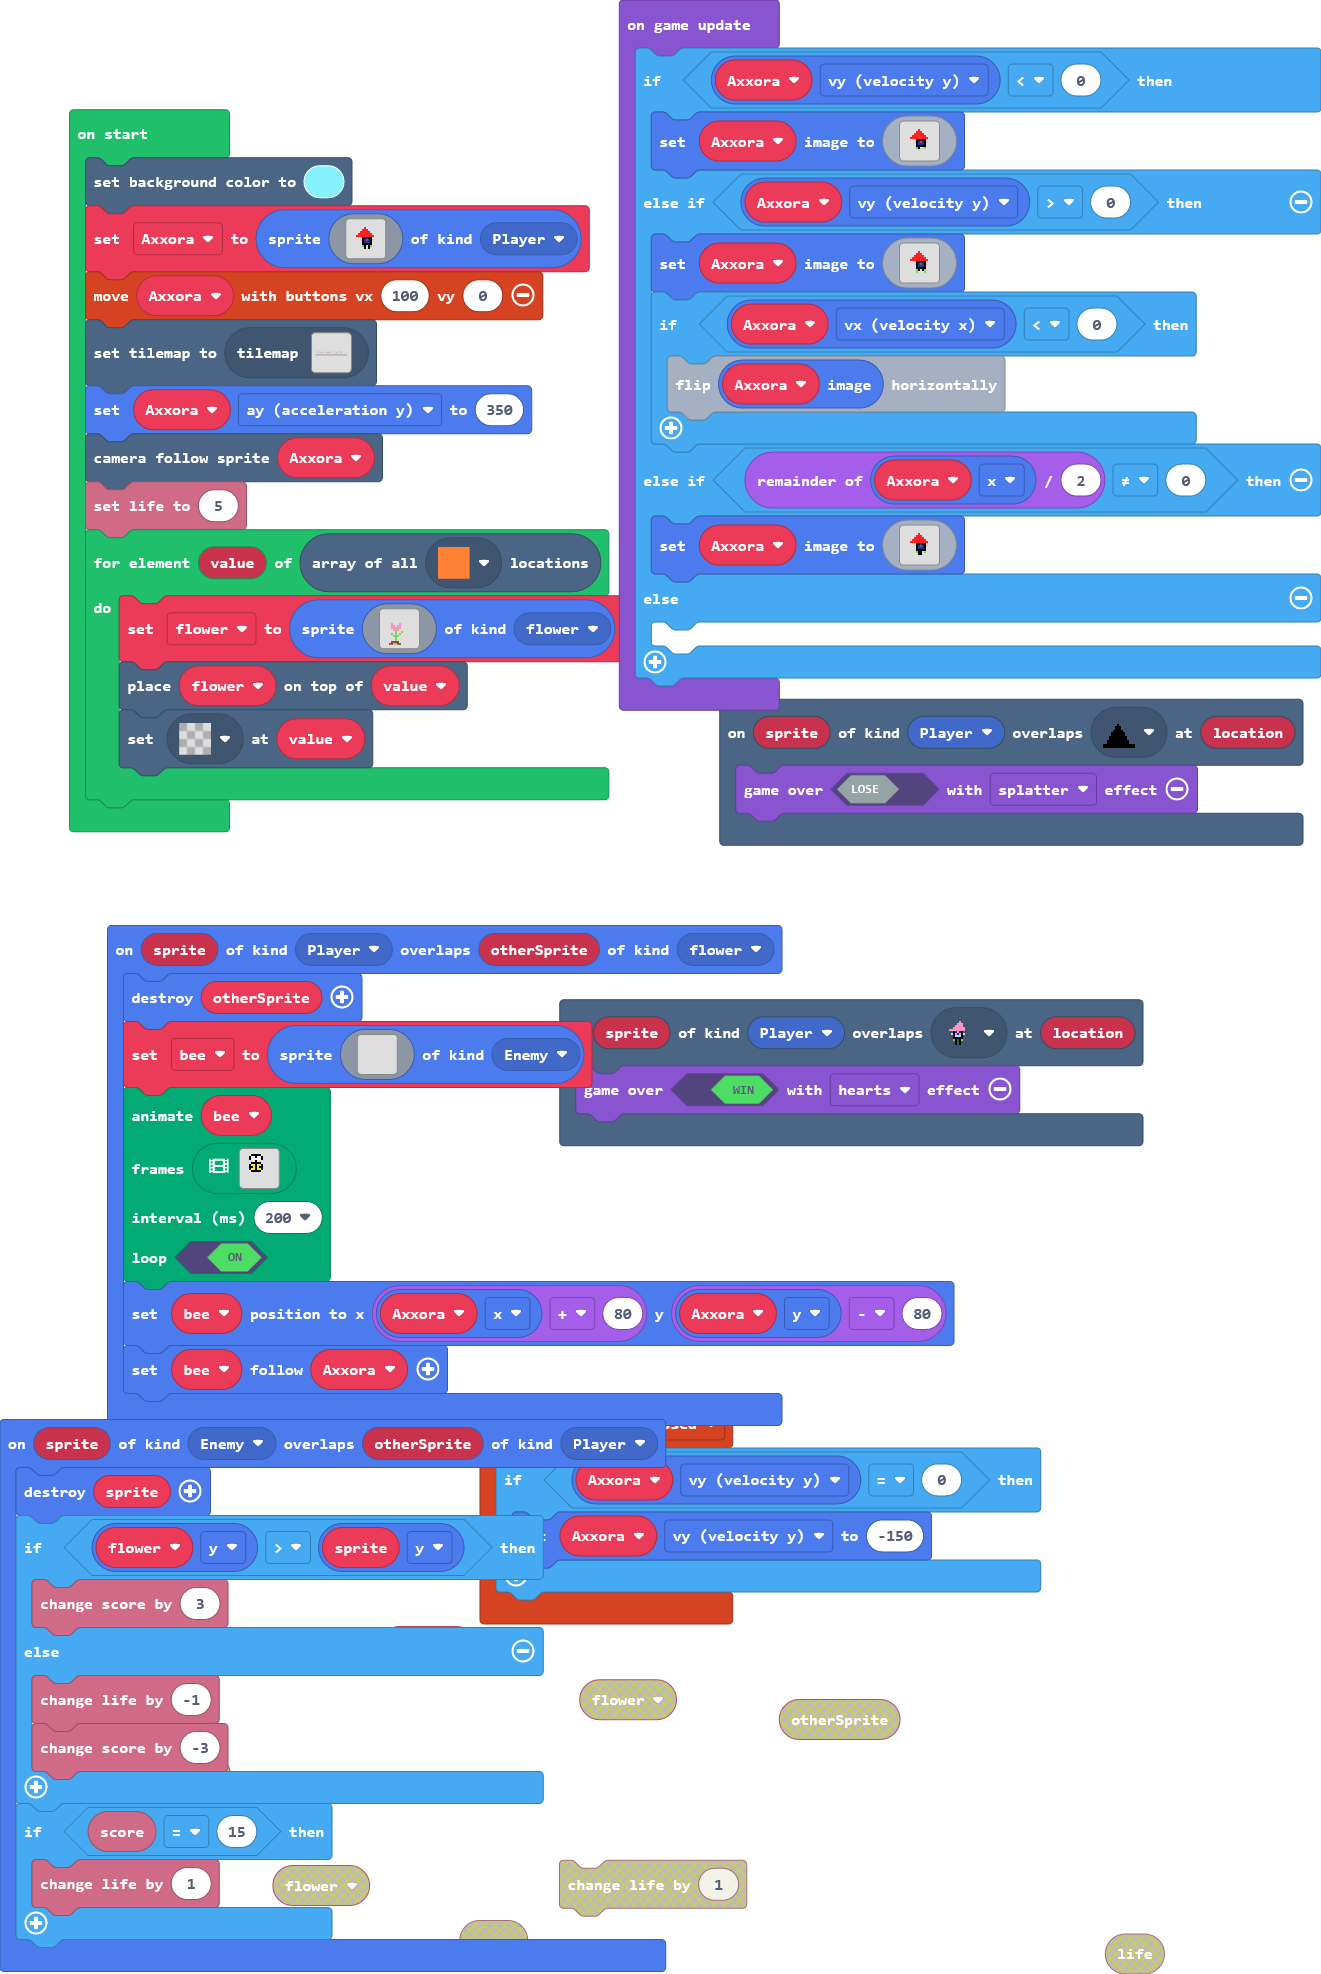 on start
set background color to
set Axxora to sprite of kind Player
move Axxora with buttons vx 100 vy 0
set tilemap to tilemap
set Axxora ay (acceleration y) to 350
camera follow sprite Axxora
set life to 5
for element value of array of all locations
do
set flower to sprite of kind flower
place flower on top of value
set at value
on game update
if Axxora vy (velocity y) < 0 then
set Axxora image to
else if Axxora vy (velocity y) > 0 then
set Axxora image to
if Axxora vx (velocity x) < 0 then
flip Axxora image horizontally
else if remainder of Axxora x / 2 ≠ 0 then
set Axxora image to
else
on sprite of kind Player overlaps at location
game over LOSE with splatter effect
on sprite of kind Player overlaps otherSprite of kind flower
destroy otherSprite
set bee to sprite of kind Enemy
animate bee
frames
interval (ms) 200
loop ON
set bee position to x Axxora x + 80 y Axxora y - 80
set bee follow Axxora
sprite of kind Player overlaps at location
game over WIN with hearts effect
on sprite of kind Enemy overlaps otherSprite of kind Player
destroy sprite
if flower y > sprite y then
change score by 3
else
change life by -1
change score by -3
if score = 15 then
change life by 1
if Axxora vy (velocity y) = 0 then
Axxora vy (velocity y) to -150
flower
otherSprite
flower
change life by 1
life